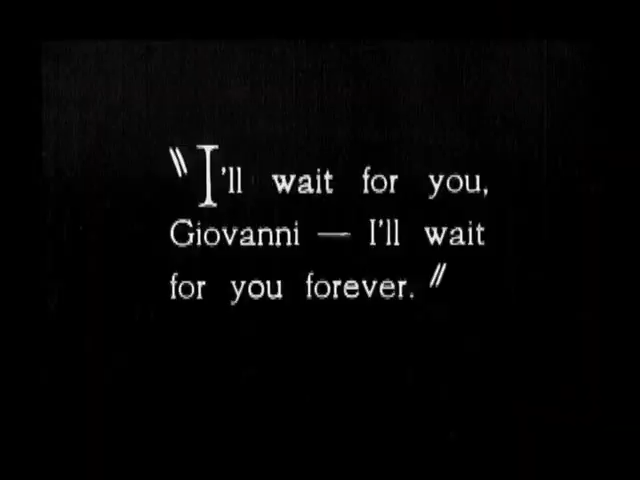 "I'll wait for you,
Giovanni — I'll wait
for you forever."